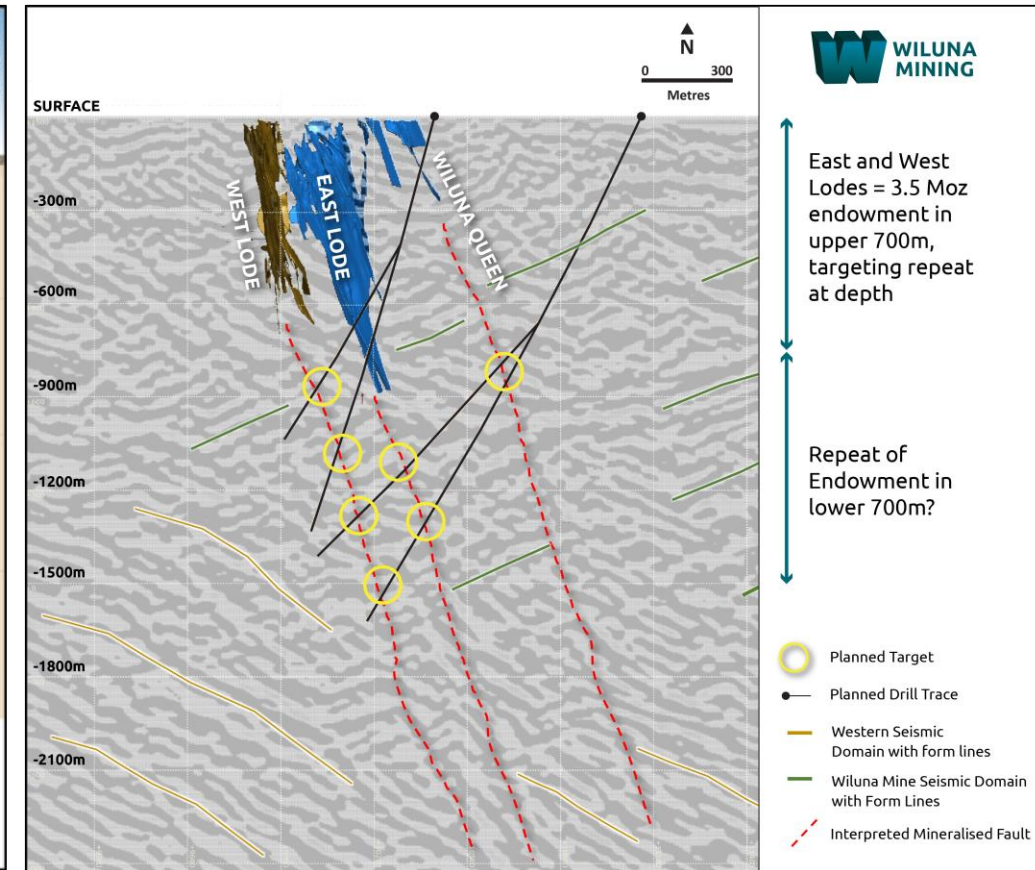 N
0 300
Metres
SURFACE
-300m
-600m
-900m
-1200m
-1500m
-1800m
-2100m
WEST LODE
EAST LODE
WILUNA QUEEN
WILUNA
MINING
East and West
Lodes = 3.5 Moz
endowment in
upper 700m,
targeting repeat
at depth
Repeat of
Endowment in
lower 700m?
Planned Target
Planned Drill Trace
Western Seismic
Domain with form lines
Wiluna Mine Seismic Domain
with Form Lines
Interpreted Mineralised Fault